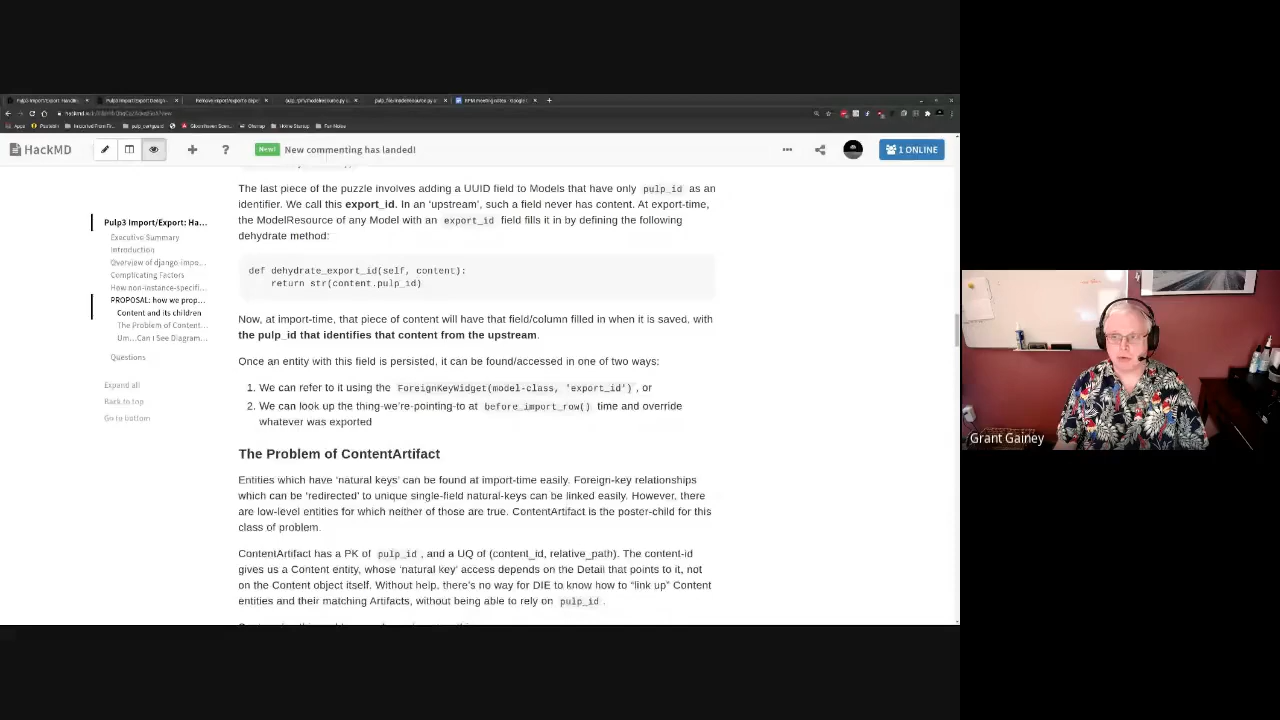 HackMD
New! New commenting has landed!
1 ONLINE
The last piece of the puzzle involves adding a UUID field to Models that have only pulp_id as an
identifier. We call this export_id. In an ‘upstream’, such a field never has content. At export-time,
the ModelResource of any Model with an export_id field fills it in by defining the following
dehydrate method:
def dehydrate_export_id(self, content):
return str(content.pulp_id)
Now, at import-time, that piece of content will have that field/column filled in when it is saved, with
the pulp_id that identifies that content from the upstream.
Once an entity with this field is persisted, it can be found/accessed in one of two ways:
1. We can refer to it using the ForeignKeyWidget(model-class, 'export_id'), or
2. We can look up the thing-we’re-pointing-to at before_import_row() time and override
whatever was exported
The Problem of ContentArtifact
Entities which have ‘natural keys’ can be found at import-time easily. Foreign-key relationships
which can be ‘redirected’ to unique single-field natural-keys can be linked easily. However, there
are low-level entities for which neither of those are true. ContentArtifact is the poster-child for this
class of problem.
ContentArtifact has a PK of pulp_id, and a UQ of (content_id, relative_path). The content-id
gives us a Content entity, whose ‘natural key’ access depends on the Detail that points to it, not
on the Content object itself. Without help, there’s no way for DIE to know how to “link up” Content
entities and their matching Artifacts, without being able to rely on pulp_id.
Pulp3 Import/Export: Ha...
Executive Summary
Introduction
Overview of django-impo...
Complicating Factors
How non-instance-specifi...
PROPOSAL: how we prop...
Content and its children
The Problem of Content...
Um...Can I See Diagram...
Questions
Expand all
Back to top
Go to bottom
Grant Gainey